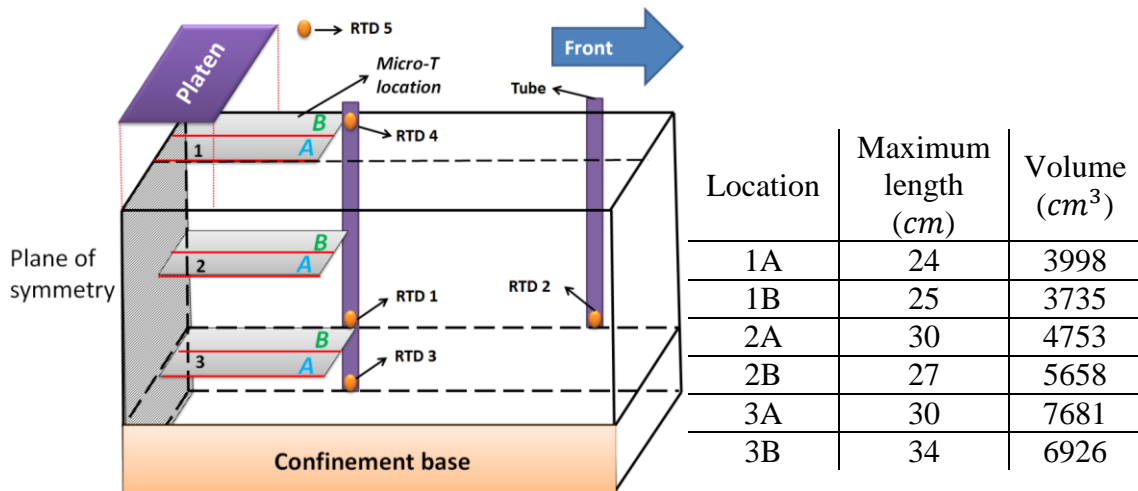 RTD 5
Front
Platen
Micro-T
location
Tube
B
A
1
RTD 4
B
A
2
Plane of
symmetry
RTD 1
RTD 2
B
A
3
RTD 3
Confinement base
Location Maximum length (cm) Volume (cm³)
1A 24 3998
1B 25 3735
2A 30 4753
2B 27 5658
3A 30 7681
3B 34 6926